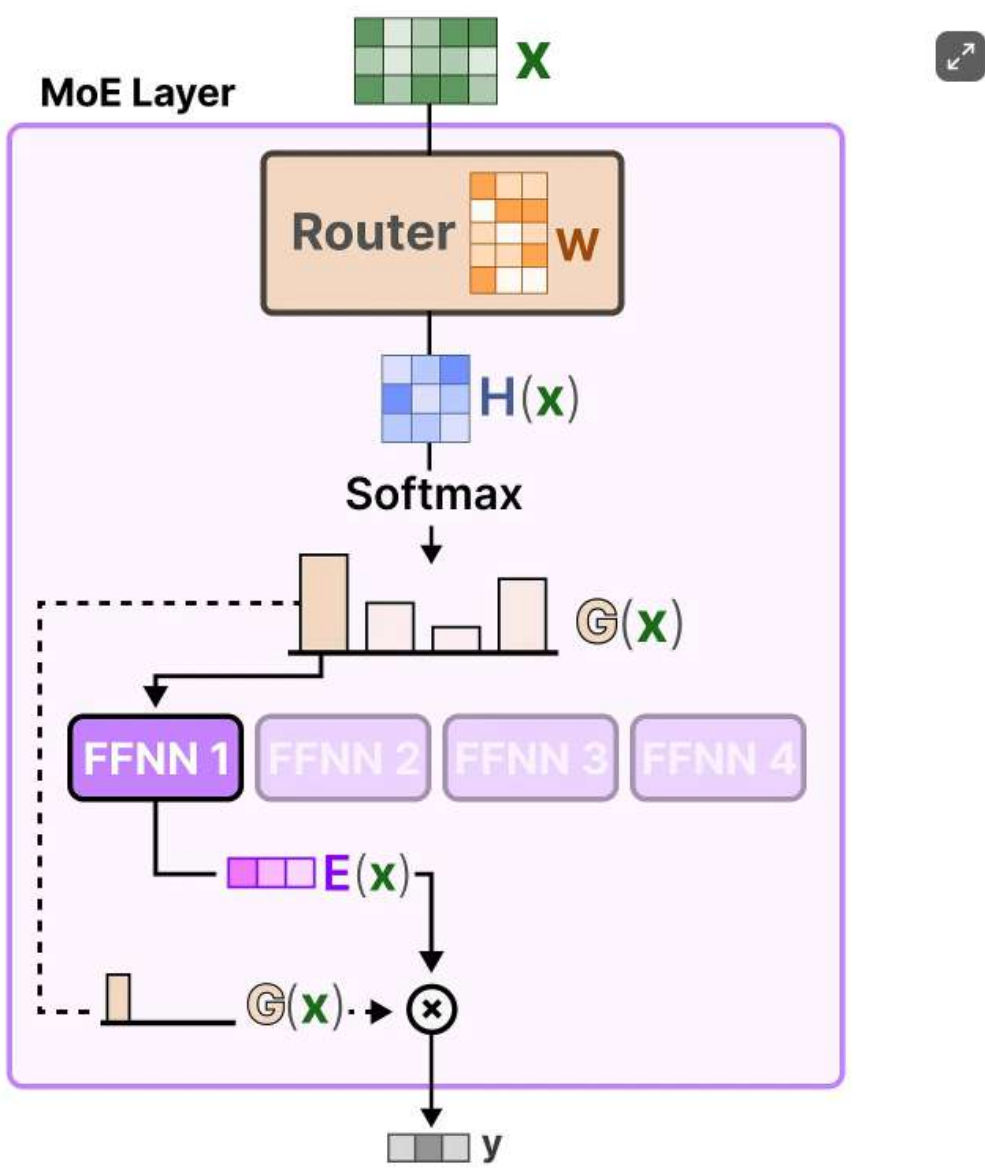 X
MoE Layer
Router W
H(x)
Softmax
G(x)
FFNN 1 FFNN 2 FFNN 3 FFNN 4
E(x)
G(x)
y